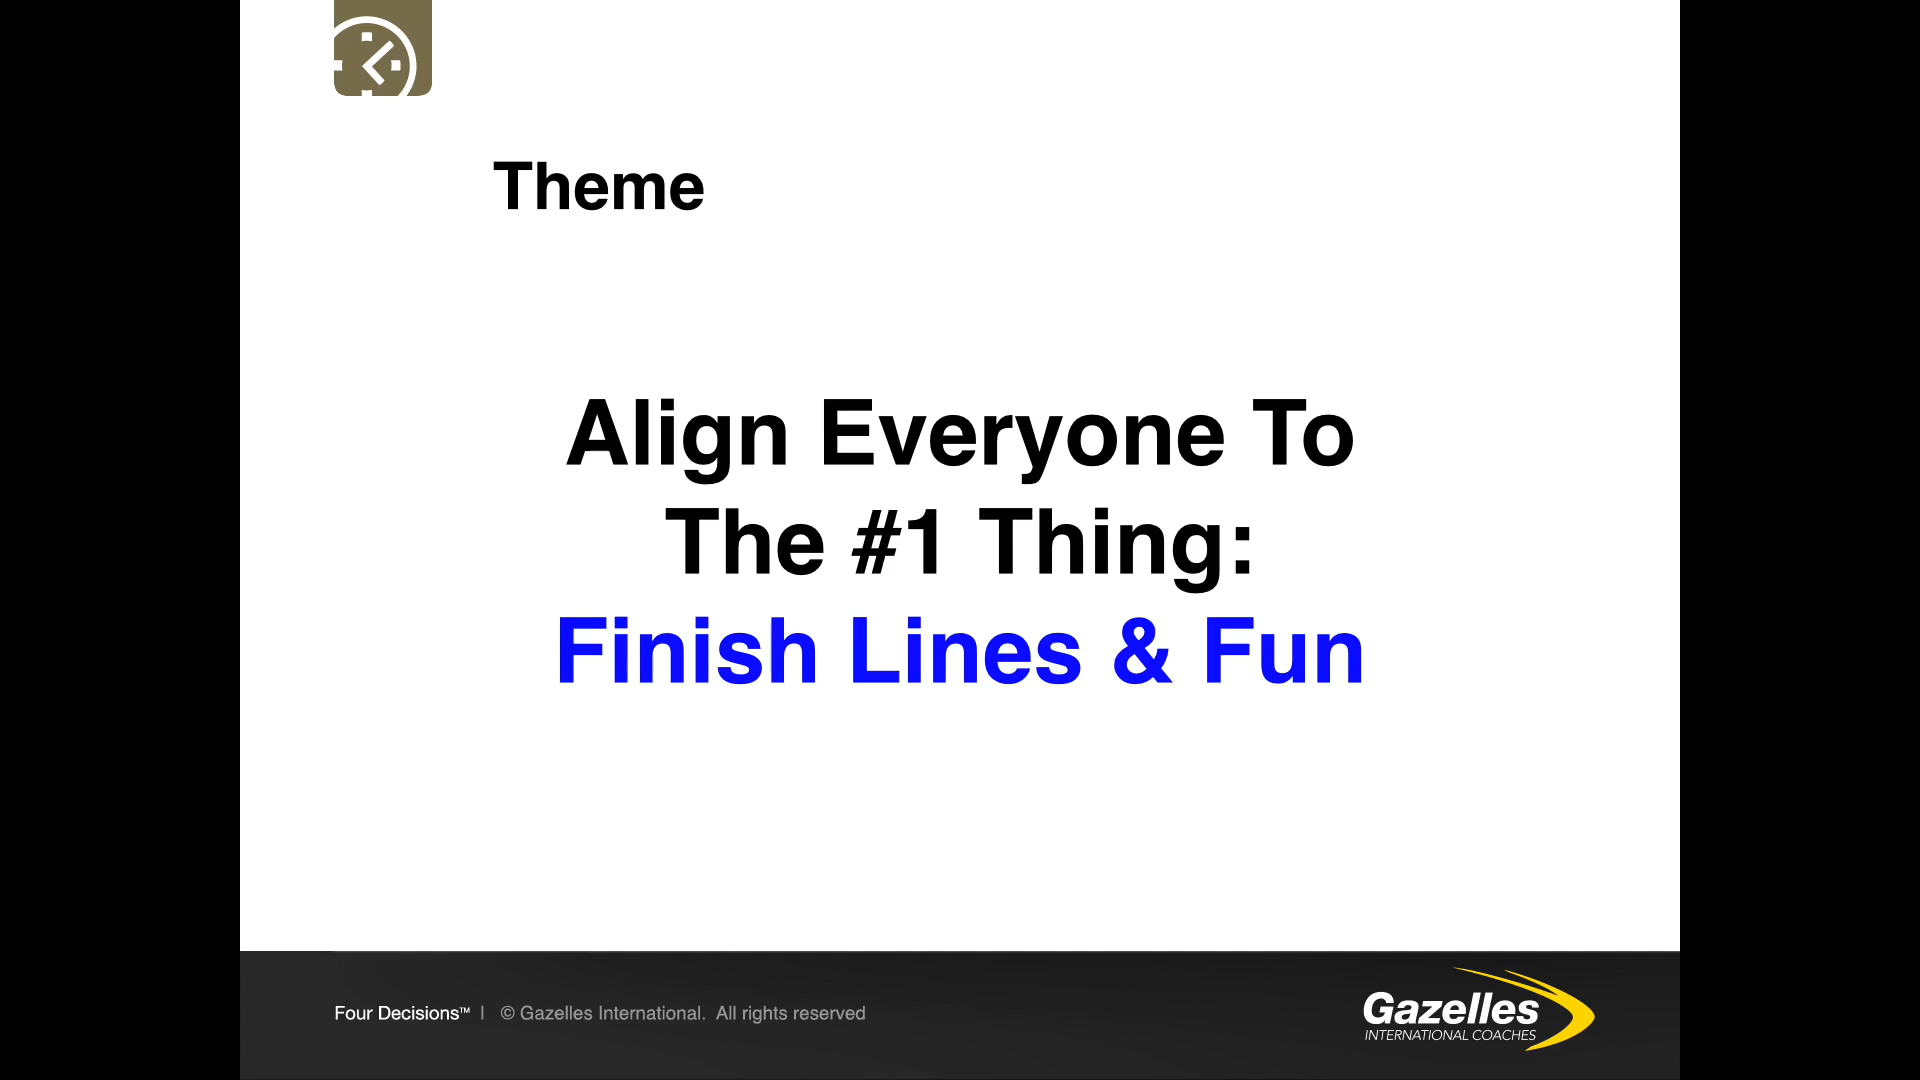 Theme
Align Everyone To
The #1 Thing:
Finish Lines & Fun
Four Decisions™ | © Gazelles International. All rights reserved
Gazelles
INTERNATIONAL COACHES